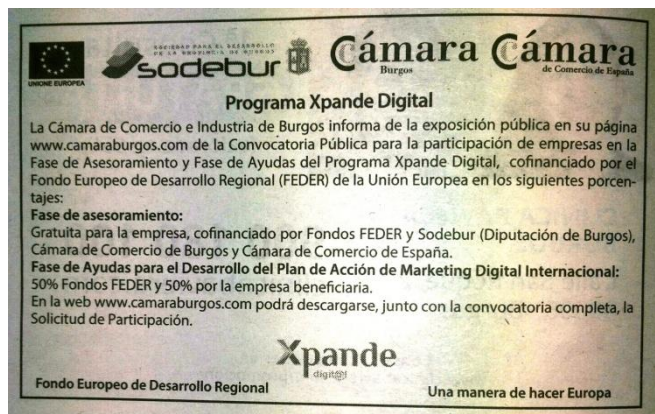 SOCIEDAD PARA EL DESARROLLO
DE LA PROVINCIA DE BURGOS
sodebur
Cámara
Burgos
Cámara
de Comercio de España
UNIONE EUROPEA
Programa Xpande Digital
La Cámara de Comercio e Industria de Burgos informa de la exposición pública en su página
www.camaraburgos.com de la Convocatoria Pública para la participación de empresas en la
Fase de Asesoramiento y Fase de Ayudas del Programa Xpande Digital, cofinanciado por el
Fondo Europeo de Desarrollo Regional (FEDER) de la Unión Europea en los siguientes porcen-
tajes:
Fase de asesoramiento:
Gratuita para la empresa, cofinanciado por Fondos FEDER y Sodebur (Diputación de Burgos),
Cámara de Comercio de Burgos y Cámara de Comercio de España.
Fase de Ayudas para el Desarrollo del Plan de Acción de Marketing Digital Internacional:
50% Fondos FEDER y 50% por la empresa beneficiaria.
En la web www.camaraburgos.com podrá descargarse, junto con la convocatoria completa, la
Solicitud de Participación.
Xpande
digit@l
Fondo Europeo de Desarrollo Regional
Una manera de hacer Europa